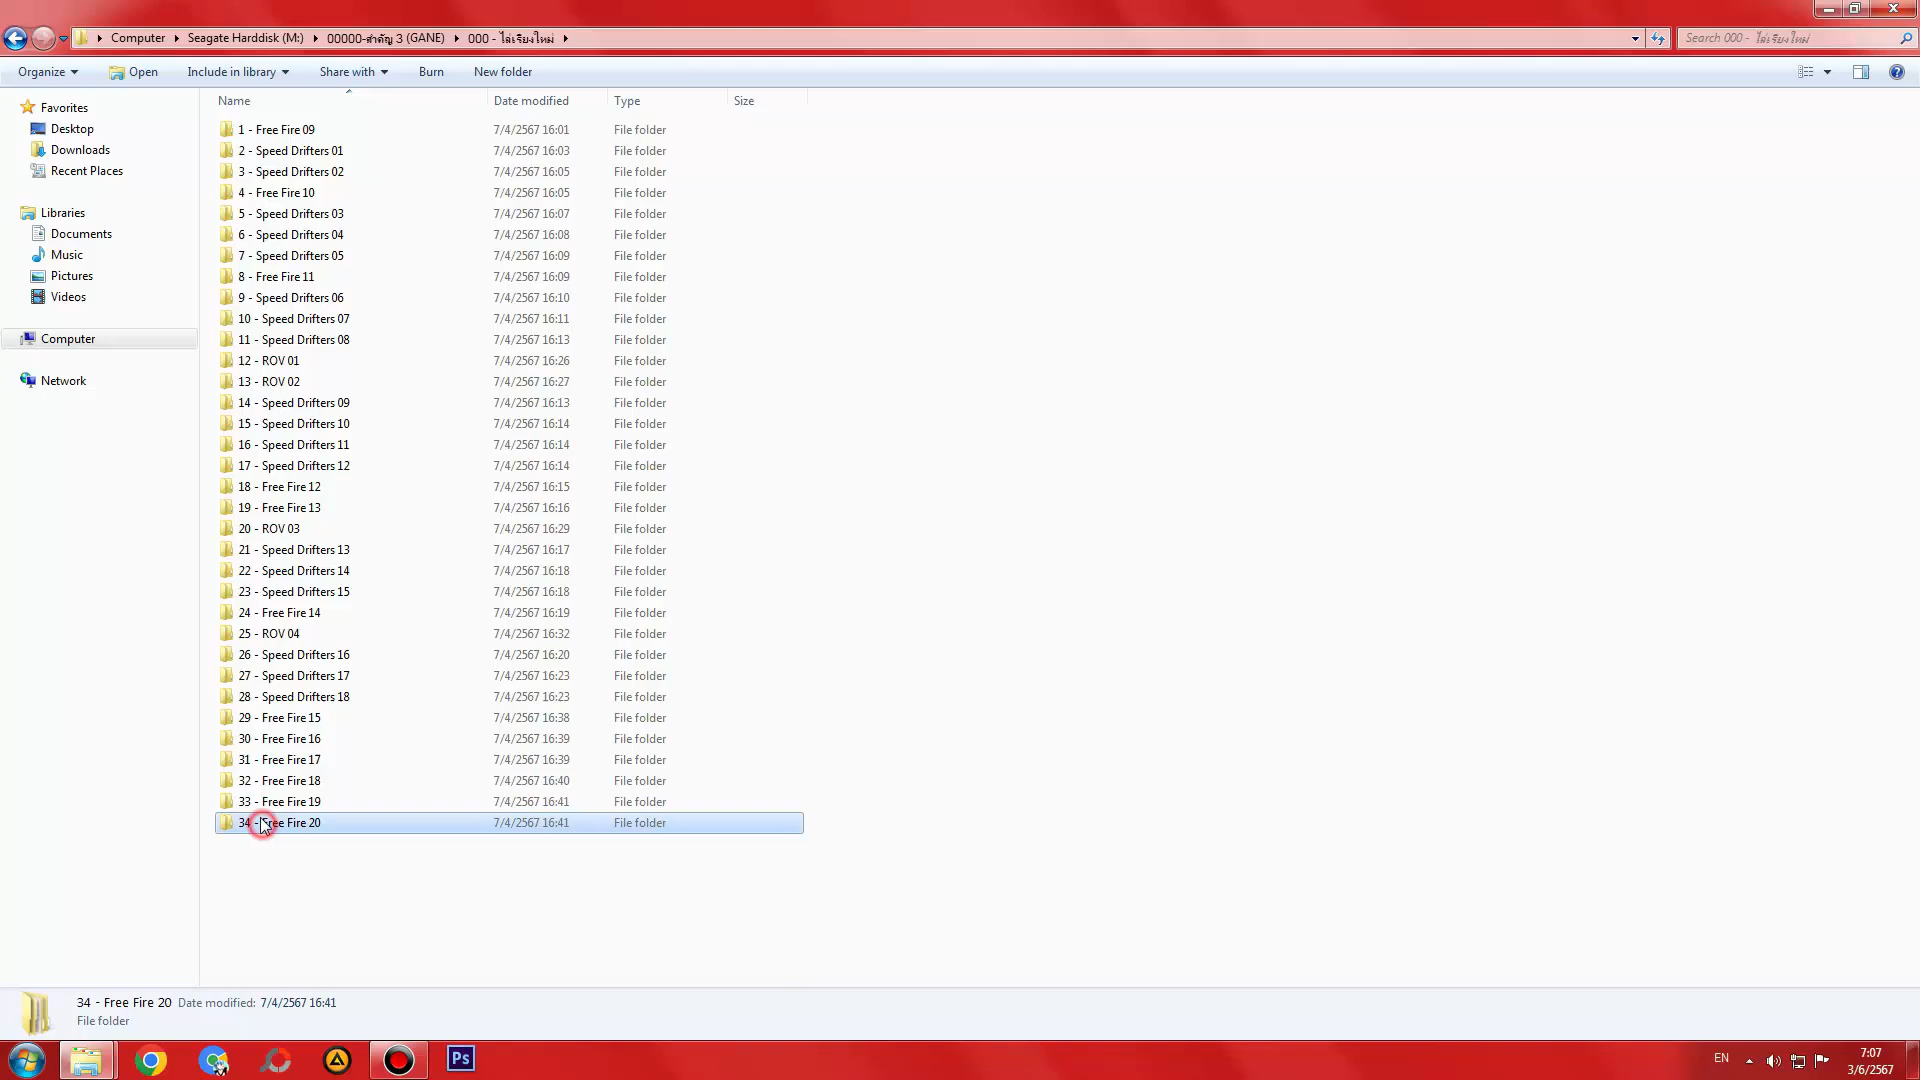 Computer Seagate Harddisk (M:) 00000-สำคัญ 3 (GANE) 000 - ไล่เรียงใหม่
Search 000 - ไล่เรียงใหม่
Organize Open Include in library Share with Burn New folder
Name Date modified Type Size
Favorites
Desktop
Downloads
Recent Places
Libraries
Documents
Music
Pictures
Videos
Computer
Network
1 - Free Fire 09 7/4/2567 16:01 File folder
2 - Speed Drifters 01 7/4/2567 16:03 File folder
3 - Speed Drifters 02 7/4/2567 16:05 File folder
4 - Free Fire 10 7/4/2567 16:05 File folder
5 - Speed Drifters 03 7/4/2567 16:07 File folder
6 - Speed Drifters 04 7/4/2567 16:08 File folder
7 - Speed Drifters 05 7/4/2567 16:09 File folder
8 - Free Fire 11 7/4/2567 16:09 File folder
9 - Speed Drifters 06 7/4/2567 16:10 File folder
10 - Speed Drifters 07 7/4/2567 16:11 File folder
11 - Speed Drifters 08 7/4/2567 16:13 File folder
12 - ROV 01 7/4/2567 16:26 File folder
13 - ROV 02 7/4/2567 16:27 File folder
14 - Speed Drifters 09 7/4/2567 16:13 File folder
15 - Speed Drifters 10 7/4/2567 16:14 File folder
16 - Speed Drifters 11 7/4/2567 16:14 File folder
17 - Speed Drifters 12 7/4/2567 16:14 File folder
18 - Free Fire 12 7/4/2567 16:15 File folder
19 - Free Fire 13 7/4/2567 16:16 File folder
20 - ROV 03 7/4/2567 16:29 File folder
21 - Speed Drifters 13 7/4/2567 16:17 File folder
22 - Speed Drifters 14 7/4/2567 16:18 File folder
23 - Speed Drifters 15 7/4/2567 16:18 File folder
24 - Free Fire 14 7/4/2567 16:19 File folder
25 - ROV 04 7/4/2567 16:32 File folder
26 - Speed Drifters 16 7/4/2567 16:20 File folder
27 - Speed Drifters 17 7/4/2567 16:23 File folder
28 - Speed Drifters 18 7/4/2567 16:23 File folder
29 - Free Fire 15 7/4/2567 16:38 File folder
30 - Free Fire 16 7/4/2567 16:39 File folder
31 - Free Fire 17 7/4/2567 16:39 File folder
32 - Free Fire 18 7/4/2567 16:40 File folder
33 - Free Fire 19 7/4/2567 16:41 File folder
34 - Free Fire 20 7/4/2567 16:41 File folder
34 - Free Fire 20 Date modified: 7/4/2567 16:41
File folder
Ps
EN
7:07
3/6/2567